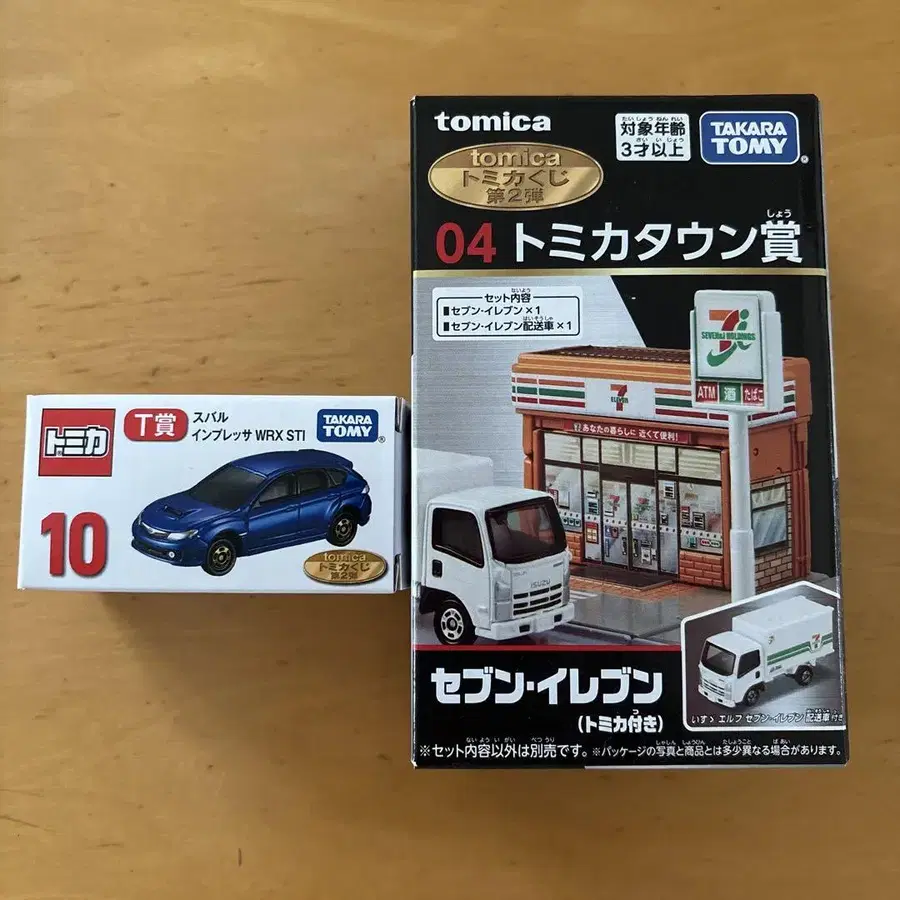 トミカ
T賞
スバル
インプレッサ WRX STI
TAKARA
TOMY
10
tomica
トミカくじ
第2弾
tomica
対象年齢
3才以上
TAKARA
TOMY
tomica
トミカくじ
第2弾
04 トミカタウン賞
セット内容
■セブン-イレブン×1
■セブン-イレブン配送車×1
7
SEVEN&i HOLDINGS
ATM 酒 たばこ
7
ELEVEN
あなたの暮らしに 近くて便利!
ISUZU
セブン-イレブン
(トミカ付き)
いすゞ エルフ セブン-イレブン 配送車 付き
※セット内容以外は別売です。※パッケージの写真と商品とは多少異なる場合があります。